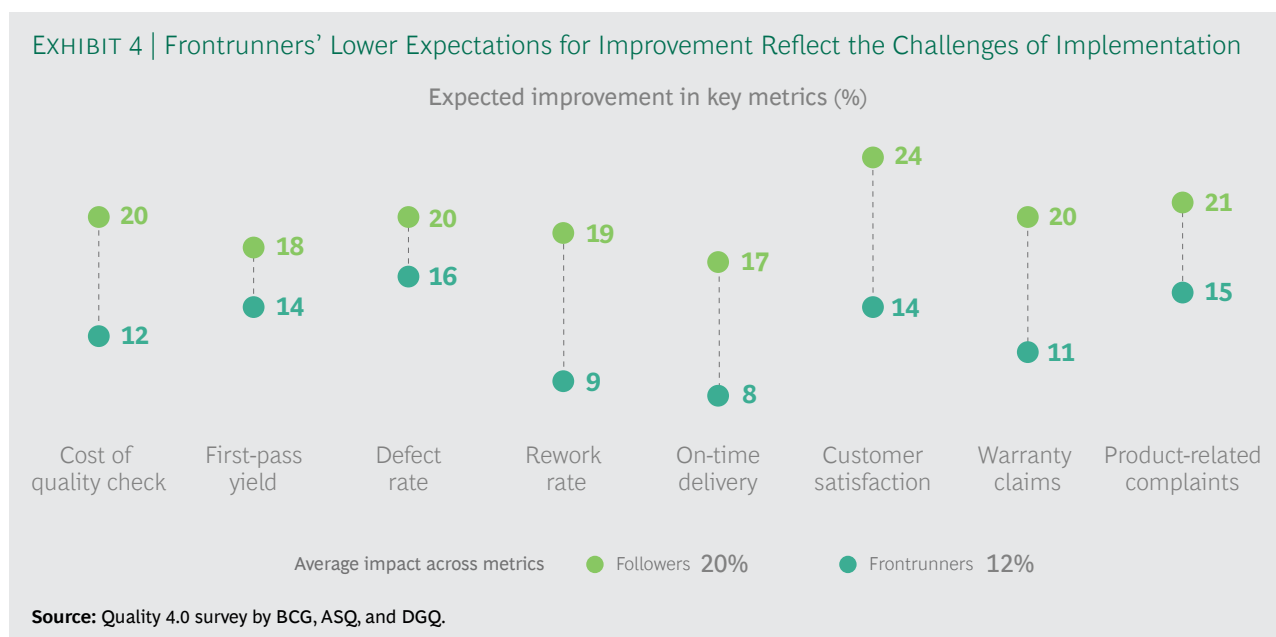 EXHIBIT 4 | Frontrunners’ Lower Expectations for Improvement Reflect the Challenges of Implementation
Expected improvement in key metrics (%)
24
20
18
20
19
17
20
21
12
14
16
9
8
14
11
15
Cost of quality check
First-pass yield
Defect rate
Rework rate
On-time delivery
Customer satisfaction
Warranty claims
Product-related complaints
Average impact across metrics Followers 20% Frontrunners 12%
Source: Quality 4.0 survey by BCG, ASQ, and DGQ.